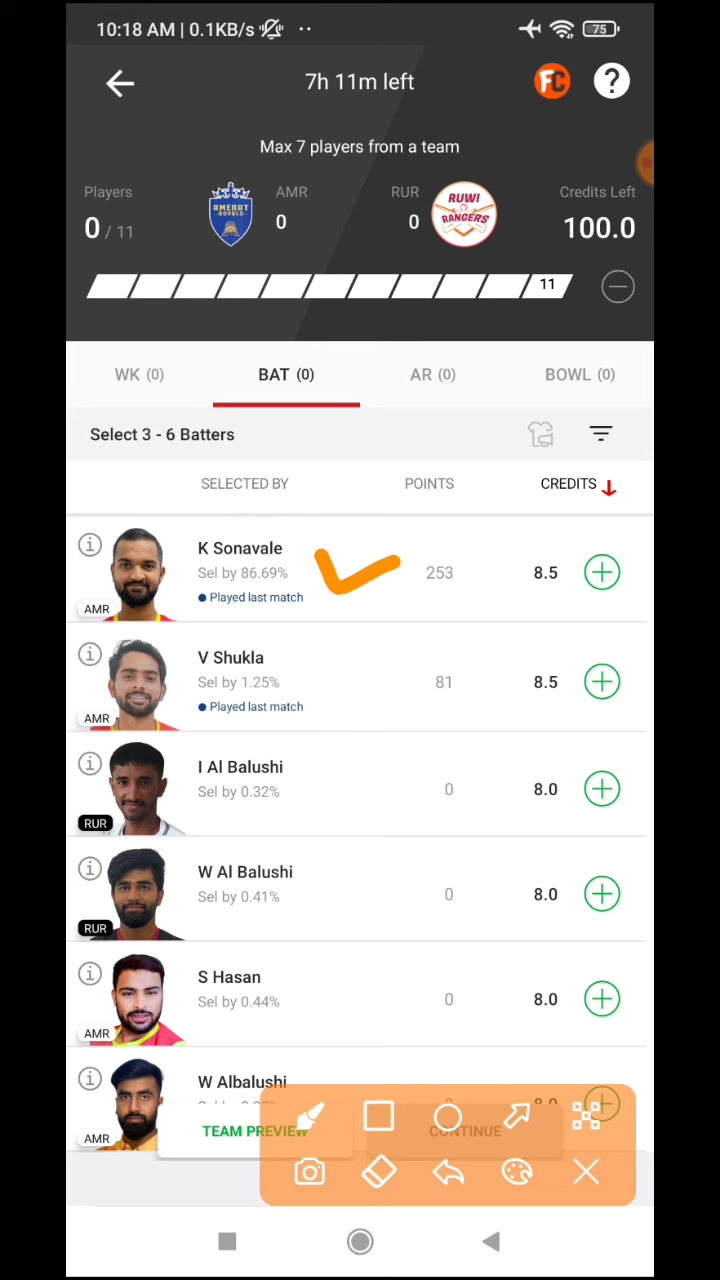 10:18 AM | 0.1KB/s
75
7h 11m left
FC
?
Max 7 players from a team
Players
AMR
RUR
Credits Left
AMERAT
ROYALS
RUWI
RANGERS
0 / 11
0
0
100.0
11
WK (0)
BAT (0)
AR (0)
BOWL (0)
Select 3 - 6 Batters
SELECTED BY
POINTS
CREDITS
K Sonavale
Sel by 86.69%
253
8.5
Played last match
AMR
V Shukla
Sel by 1.25%
81
8.5
Played last match
AMR
I Al Balushi
Sel by 0.32%
0
8.0
RUR
W Al Balushi
Sel by 0.41%
0
8.0
RUR
S Hasan
Sel by 0.44%
0
8.0
AMR
W Albalushi
8.0
AMR
TEAM PREVIEW
CONTINUE